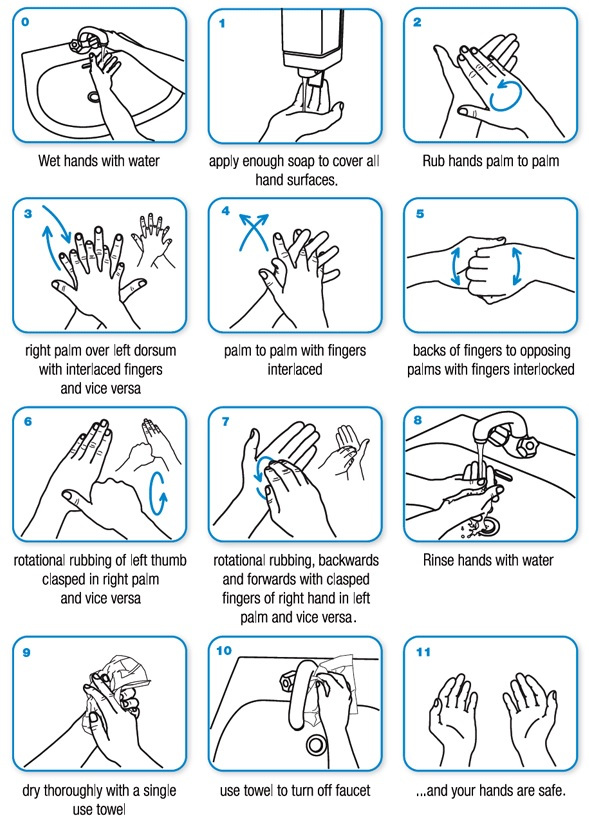 0
Wet hands with water
1
apply enough soap to cover all
hand surfaces.
2
Rub hands palm to palm
3
right palm over left dorsum
with interlaced fingers
and vice versa
4
palm to palm with fingers
interlaced
5
backs of fingers to opposing
palms with fingers interlocked
6
rotational rubbing of left thumb
clasped in right palm
and vice versa
7
rotational rubbing, backwards
and forwards with clasped
fingers of right hand in left
palm and vice versa.
8
Rinse hands with water
9
dry thoroughly with a single
use towel
10
use towel to turn off faucet
11
...and your hands are safe.